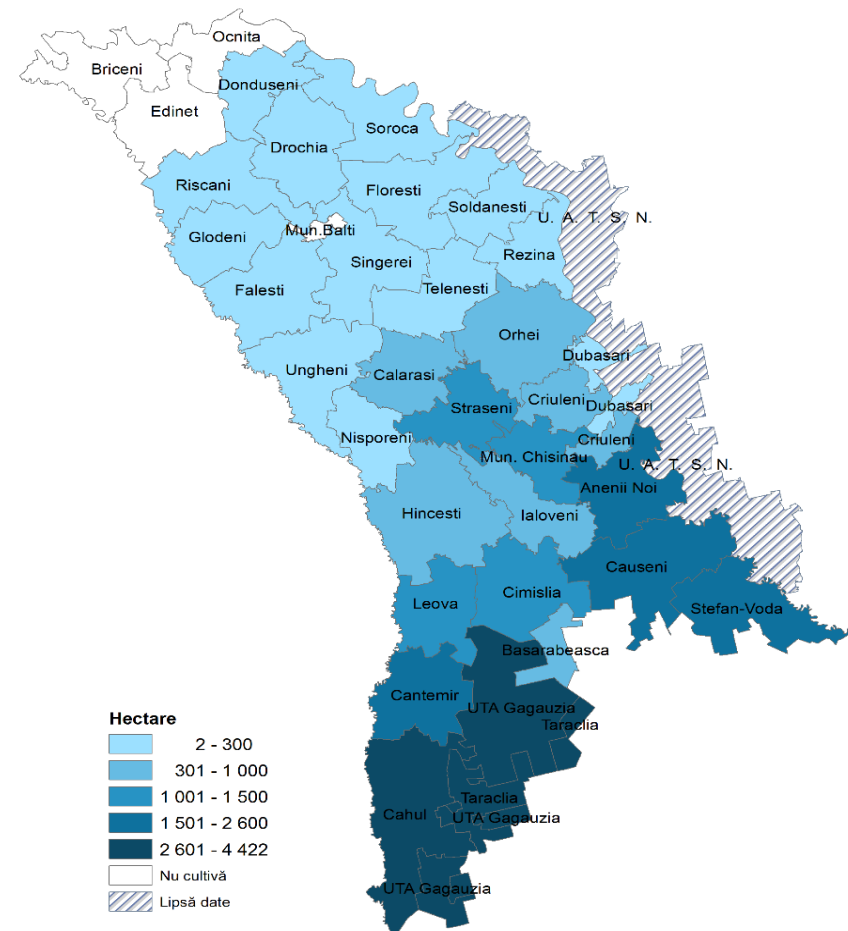 Ocnita
Briceni
Donduseni
Edinet
Soroca
Drochia
Riscani
Floresti
Soldanesti
U. A. T. S. N.
Mun.Balti
Glodeni
Rezina
Singerei
Falesti
Telenesti
Orhei
Dubasari
Ungheni
Calarasi
Criuleni
Dubasari
Straseni
Nisporeni
Criuleni
Mun. Chisinau
U. A. T. S. N.
Anenii Noi
Hincesti
Ialoveni
Causeni
Cimislia
Leova
Stefan-Voda
Basarabeasca
Cantemir
UTA Gagauzia
Taraclia
Taraclia
Cahul
UTA Gagauzia
UTA Gagauzia
Hectare
2 - 300
301 - 1 000
1 001 - 1 500
1 501 - 2 600
2 601 - 4 422
Nu cultivă
Lipsă date